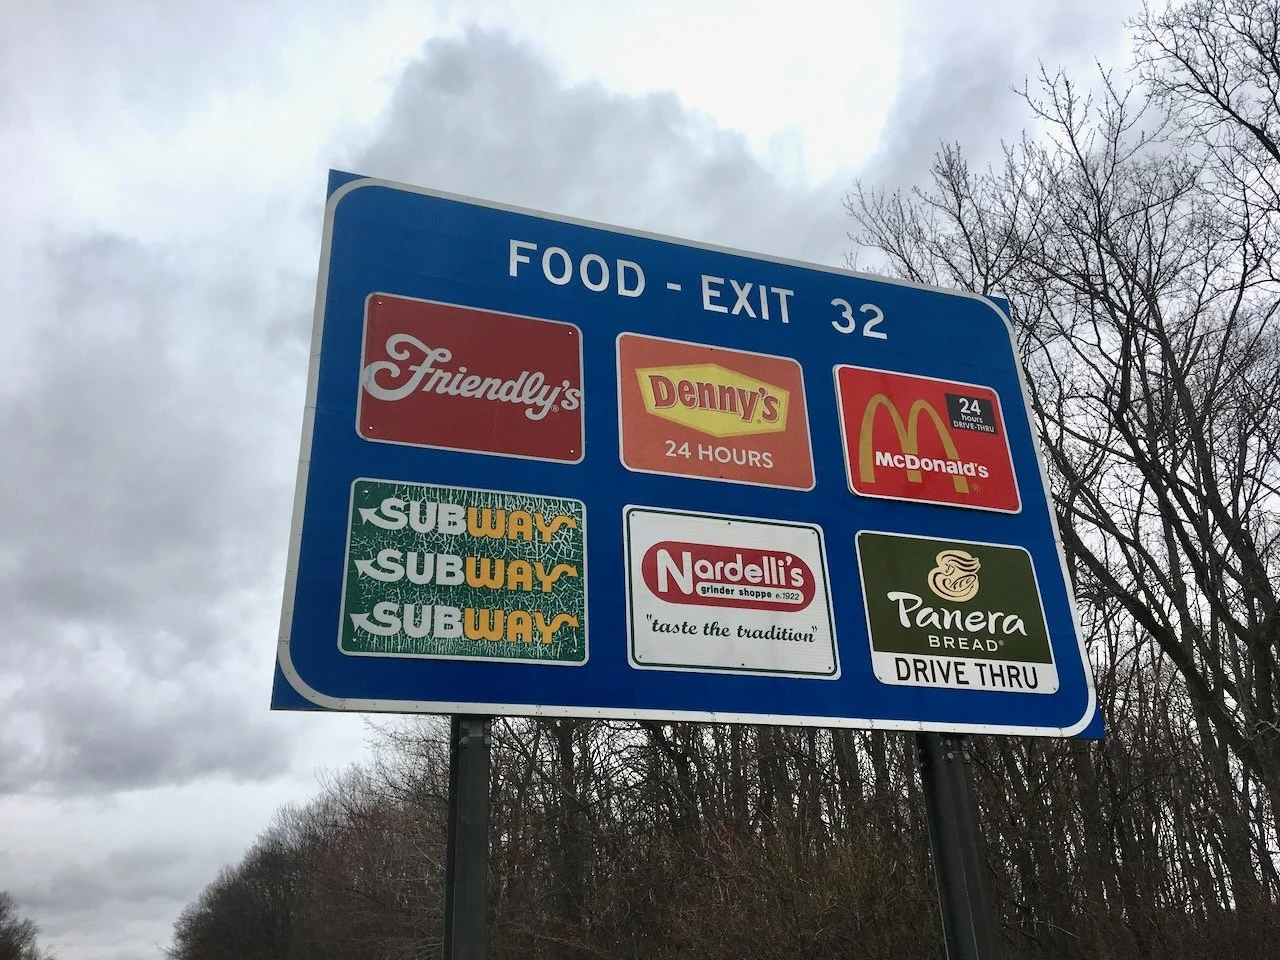 FOOD - EXIT 32
Friendly's®
Denny's
24 HOURS
24
hours
DRIVE-THRU
McDonald's
®
SUBWAY
SUBWAY
SUBWAY
Nardelli's
grinder shoppe e.1922
"taste the tradition"
Panera
BREAD®
DRIVE THRU